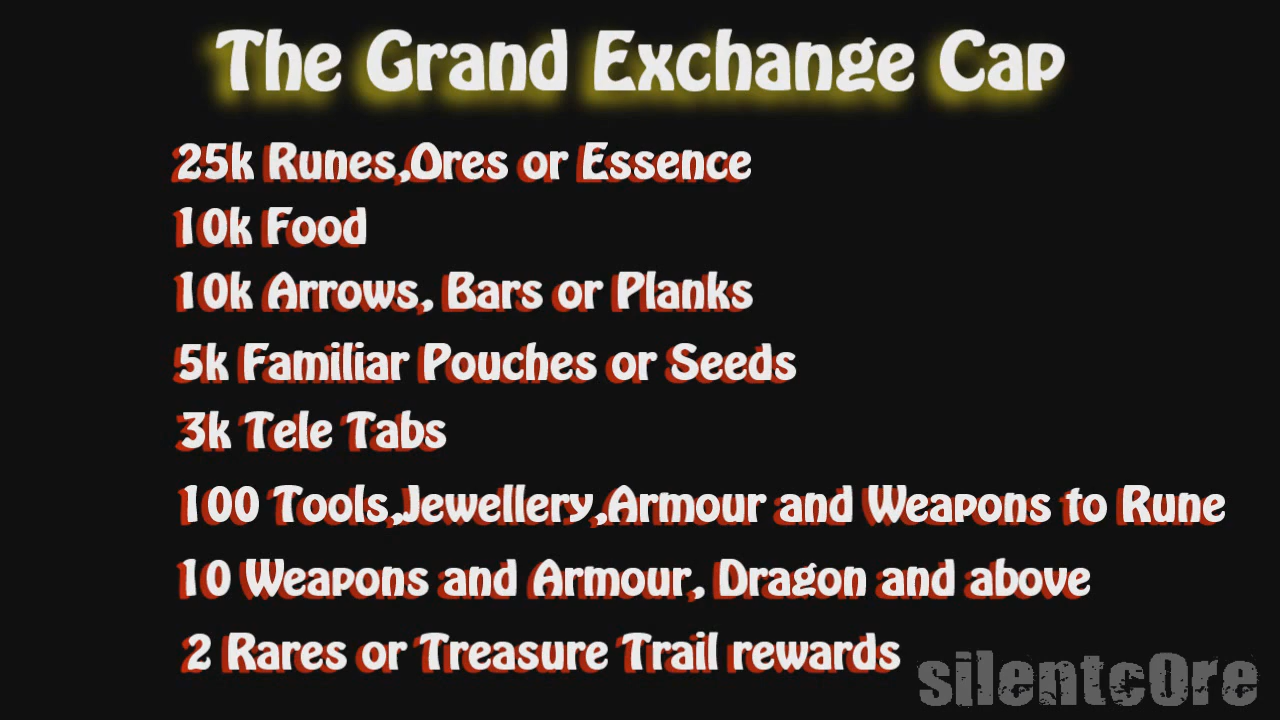 The Grand Exchange Cap
25k Runes,Ores or Essence
10k Food
10k Arrows, Bars or Planks
5k Familiar Pouches or Seeds
3k Tele Tabs
100 Tools,Jewellery,Armour and Weapons to Rune
10 Weapons and Armour, Dragon and above
2 Rares or Treasure Trail rewards
silentc0re